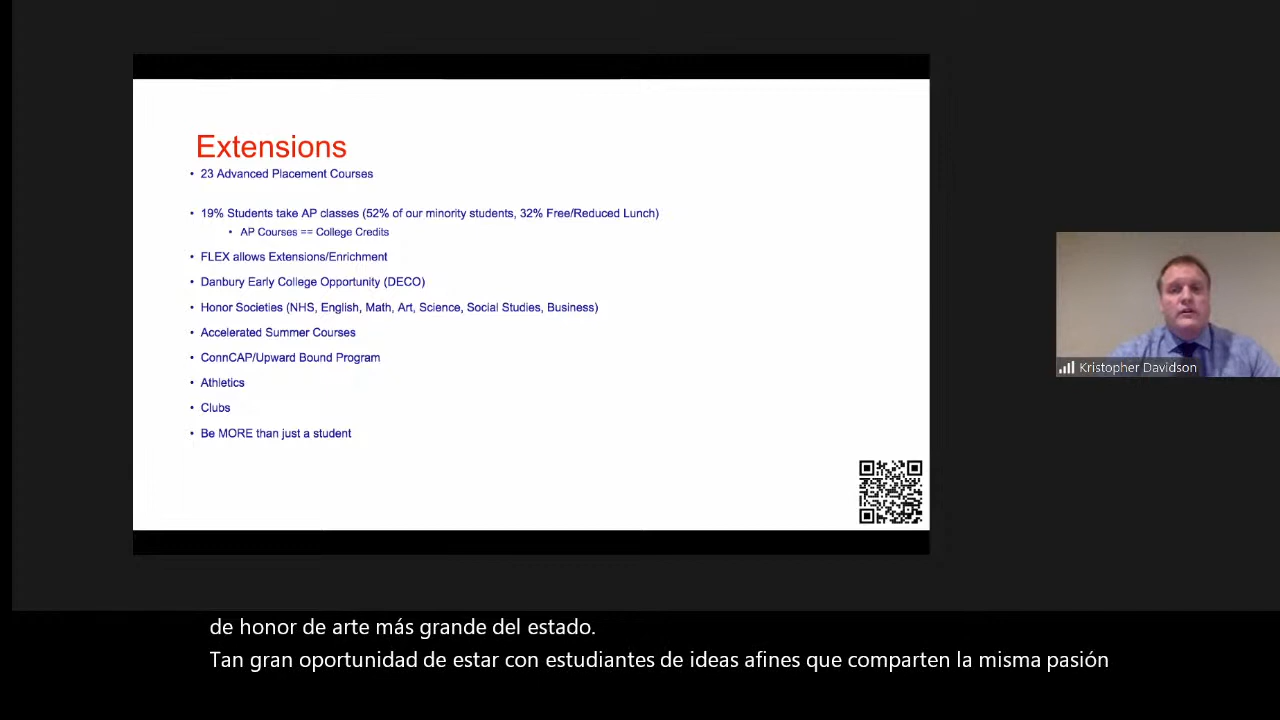 Extensions
• 23 Advanced Placement Courses
• 19% Students take AP classes (52% of our minority students, 32% Free/Reduced Lunch)
• AP Courses == College Credits
• FLEX allows Extensions/Enrichment
• Danbury Early College Opportunity (DECO)
• Honor Societies (NHS, English, Math, Art, Science, Social Studies, Business)
• Accelerated Summer Courses
• ConnCAP/Upward Bound Program
• Athletics
• Clubs
• Be MORE than just a student
Kristopher Davidson
de honor de arte más grande del estado.
Tan gran oportunidad de estar con estudiantes de ideas afines que comparten la misma pasión